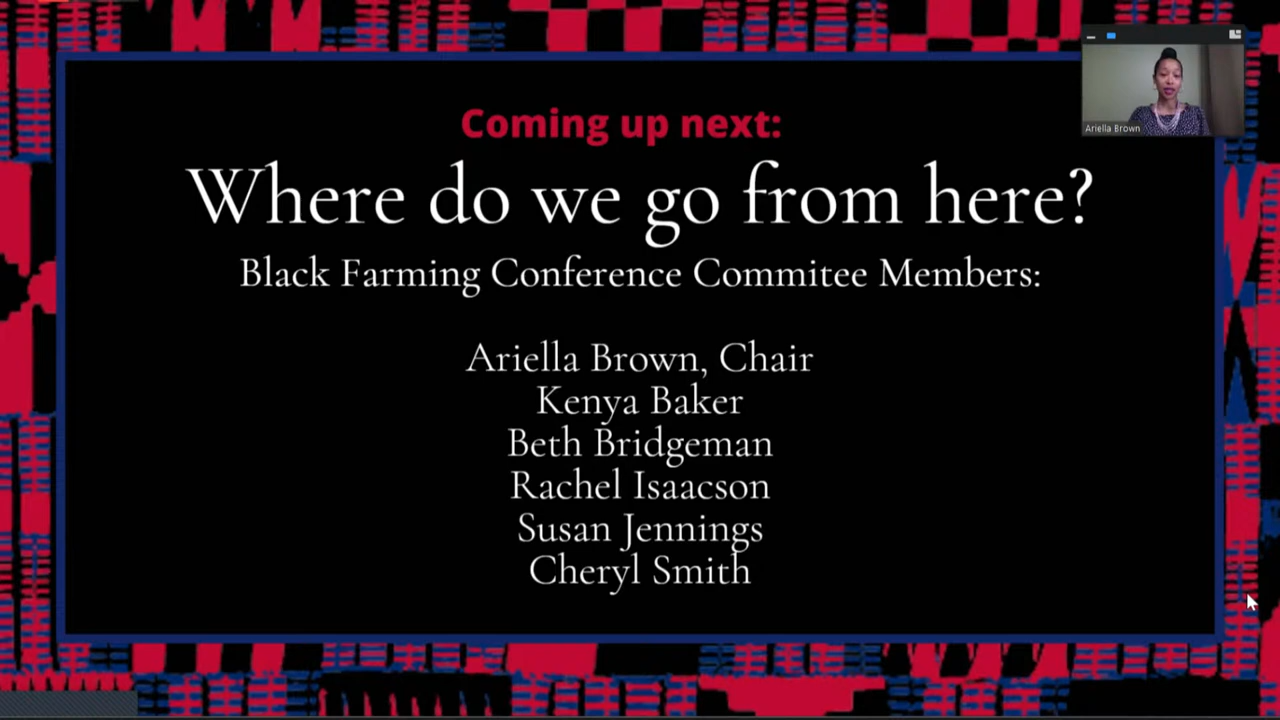 Coming up next:
Where do we go from here?
Black Farming Conference Commitee Members:
Ariella Brown, Chair
Kenya Baker
Beth Bridgeman
Rachel Isaacson
Susan Jennings
Cheryl Smith
Ariella Brown